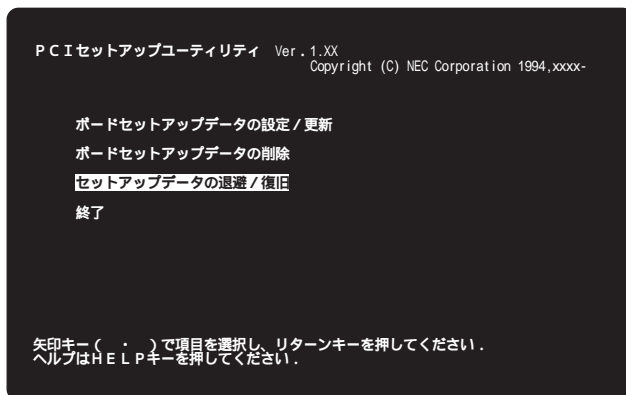 ＰＣＩセットアップユーティリティ Ver．1.XX
Copyright (C) NEC Corporation 1994,xxxx-
ボードセットアップデータの設定／更新
ボードセットアップデータの削除
セットアップデータの退避／復旧
終了
矢印キー（　・　）で項目を選択し、リターンキーを押してください．
ヘルプはＨＥＬＰキーを押してください．